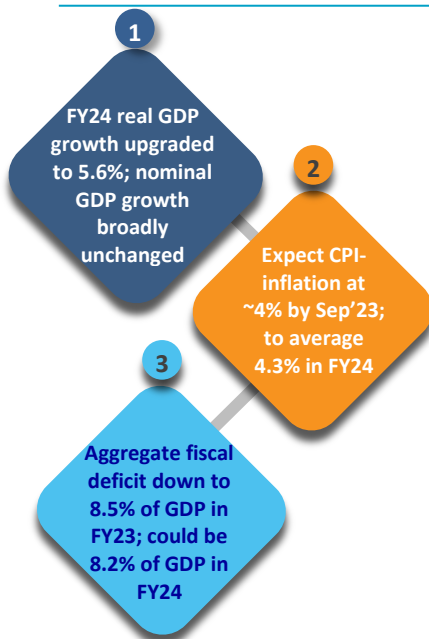 1
FY24 real GDP
growth upgraded
to 5.6%; nominal
GDP growth
broadly
unchanged
2
Expect CPI-
inflation at
~4% by Sep’23;
to average
4.3% in FY24
3
Aggregate fiscal
deficit down to
8.5% of GDP in
FY23; could be
8.2% of GDP in
FY24